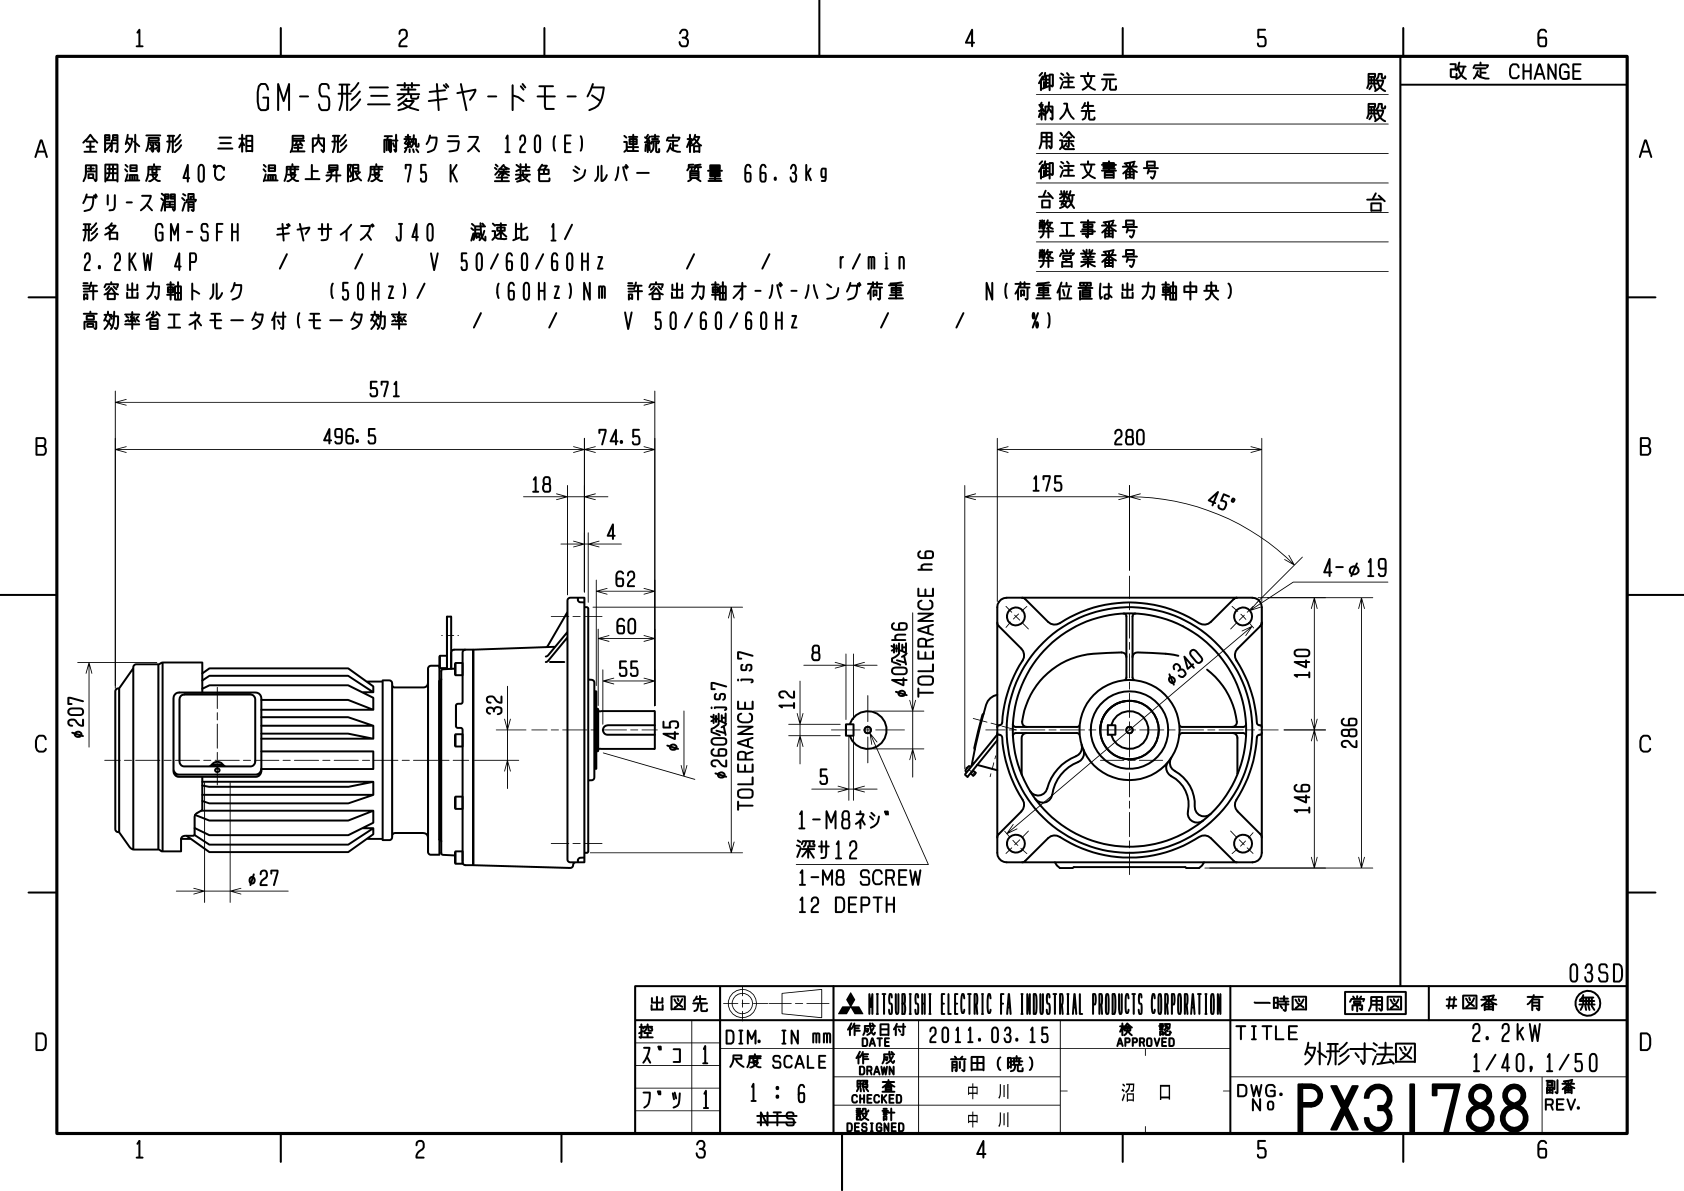 1 2 3 4 5 6
改定 CHANGE
GM-S形三菱ギヤードモータ
全閉外扇形 三相 屋内形 耐熱クラス 120(E) 連続定格
周囲温度 40℃ 温度上昇限度 75 K 塗装色 シルバー 質量 66.3kg
グリース潤滑
形名 GM-SFH ギヤサイズ J40 減速比 1/
2.2KW 4P / / V 50/60/60Hz / / r/min
許容出力軸トルク (50Hz)/ (60Hz)Nm 許容出力軸オーバーハング荷重 N(荷重位置は出力軸中央)
高効率省エネモータ付(モータ効率 / / V 50/60/60Hz / / %)
御注文元 殿
納入先 殿
用途
御注文書番号
台数 台
弊工事番号
弊営業番号
A A
B B
C C
D D
571
496.5 74.5
18
4
62
60
55
32
φ207
φ27
φ45
φ260公差js7
TOLERANCE js7
8
12
5
φ40公差h6
TOLERANCE h6
1-M8ネジ
深サ12
1-M8 SCREW
12 DEPTH
280
175
45°
4-φ19
φ340
140
286
146
03SD
出図先
控
ズコ 1
ブツ 1
DIM. IN mm
尺度 SCALE
1 : 6
NTS
MITSUBISHI ELECTRIC FA INDUSTRIAL PRODUCTS CORPORATION
作成日付 DATE 2011.03.15
作成 DRAWN 前田(暁)
照査 CHECKED 中川
設計 DESIGNED 中川
検認 APPROVED
沼口
一時図 常用図 #図番 有 無
TITLE 外形寸法図
2.2kW
1/40, 1/50
DWG. No PX31788
副番 REV.
1 2 3 4 5 6